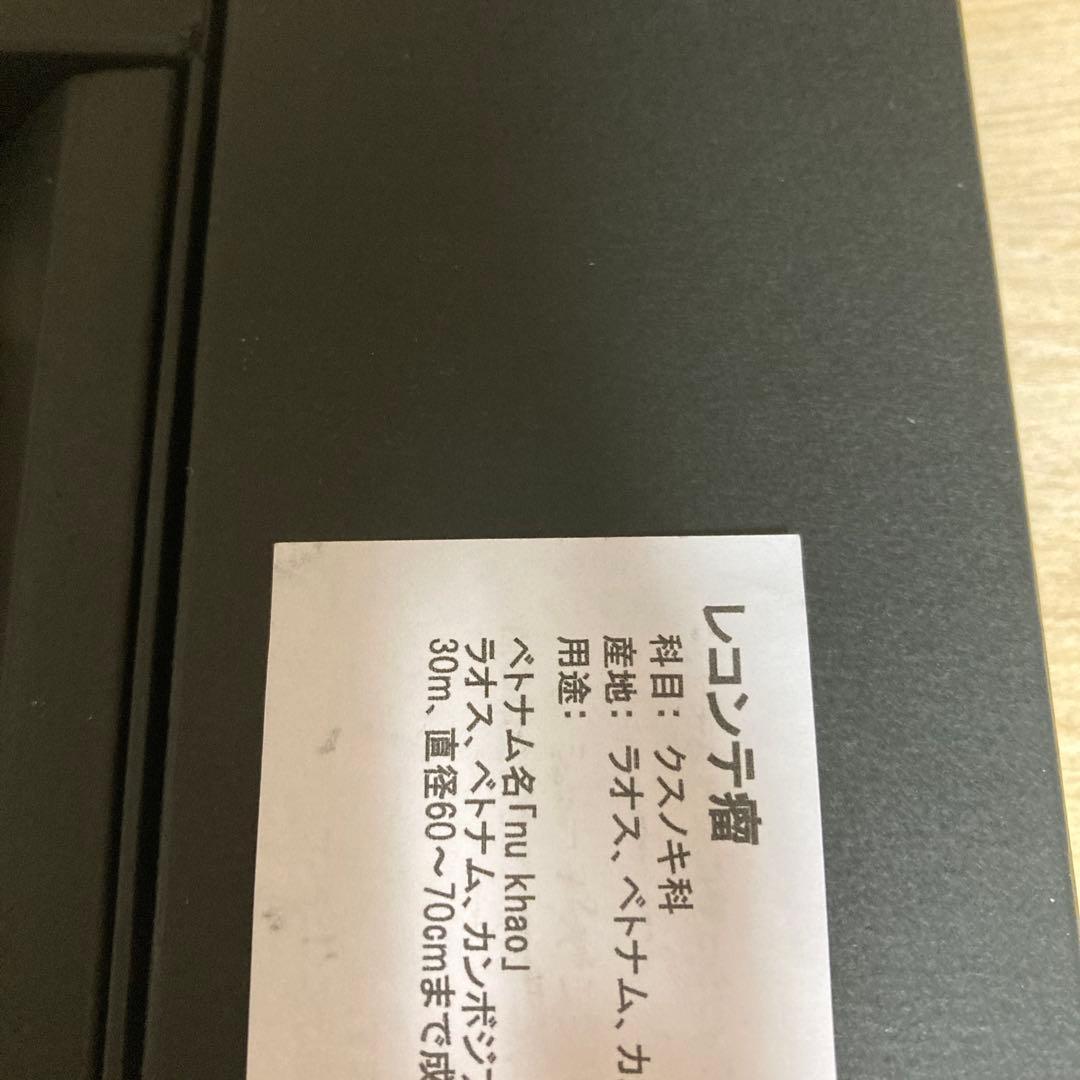 レコンテ瘤
科目： クスノキ科
産地： ラオス、ベトナム、カ
用途：
ベトナム名「nu khao」
ラオス、ベトナム、カンボジ
30m、直径60～70cmまで成